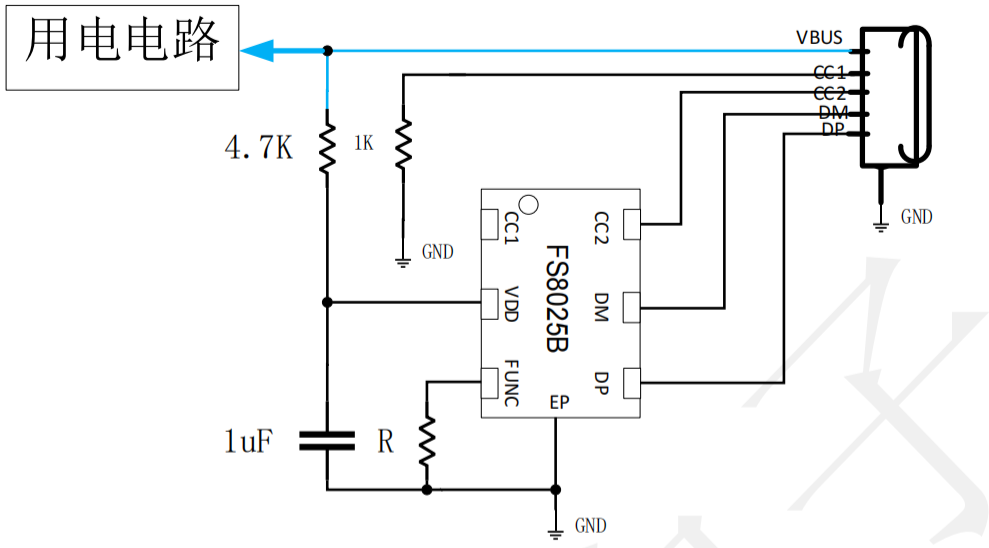 用电电路
VBUS
CC1
CC2
DM
DP
4.7K
1K
GND
GND
CC1
CC2
VDD
DM
FUNC
DP
FS8025B
EP
1uF
R
GND